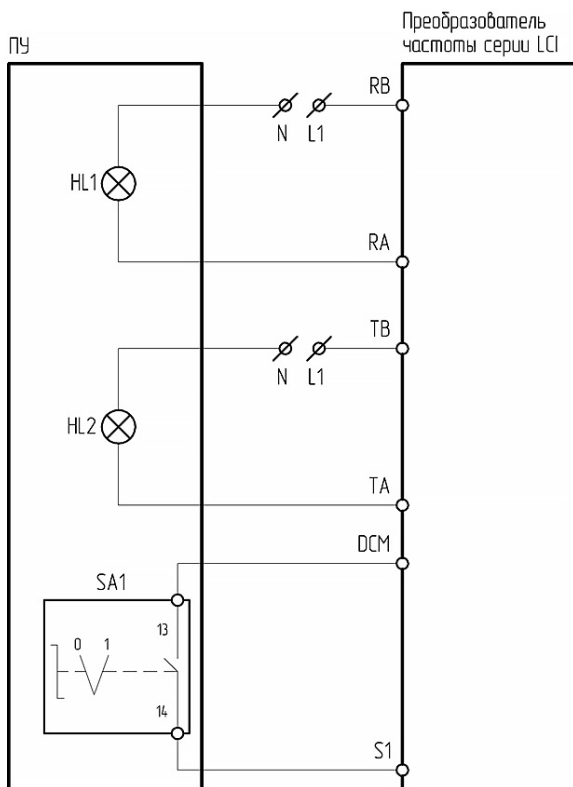 Преобразователь
частоты серии LCI
ПУ
RB
N L1
HL1
RA
TB
N L1
HL2
TA
DCM
SA1
13
0 1
14
S1